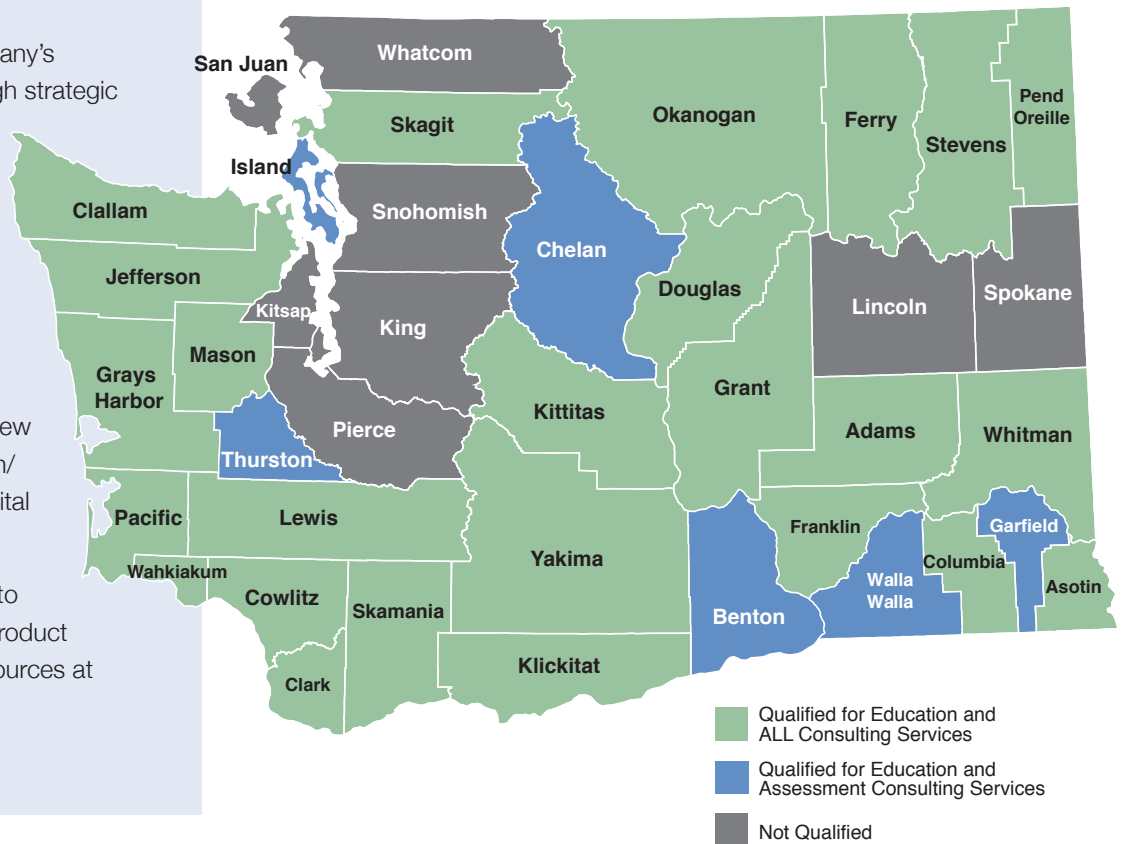 any's
gh strategic
ew
n/
ital
to
roduct
ources at
Whatcom
San Juan
Skagit
Island
Okanogan
Ferry
Stevens
Pend
Oreille
Clallam
Snohomish
Chelan
Jefferson
Kitsap
King
Douglas
Lincoln
Spokane
Mason
Grays
Harbor
Grant
Kittitas
Pierce
Adams
Whitman
Thurston
Pacific
Lewis
Franklin
Garfield
Yakima
Columbia
Wahkiakum
Cowlitz
Skamania
Walla
Walla
Asotin
Benton
Klickitat
Clark
Qualified for Education and
ALL Consulting Services
Qualified for Education and
Assessment Consulting Services
Not Qualified